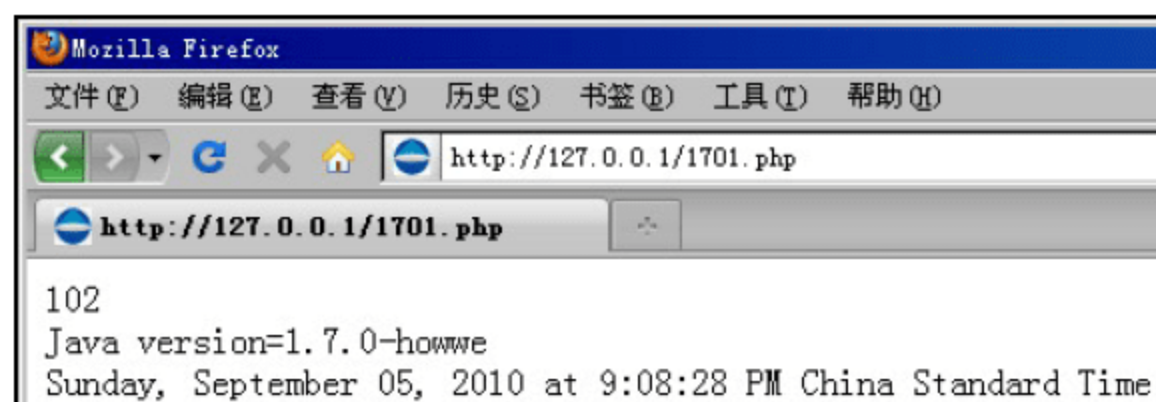 Mozilla Firefox
文件(F) 编辑(E) 查看(V) 历史(S) 书签(B) 工具(T) 帮助(H)
http://127.0.0.1/1701.php
http://127.0.0.1/1701.php
102
Java version=1.7.0-howwe
Sunday, September 05, 2010 at 9:08:28 PM China Standard Time